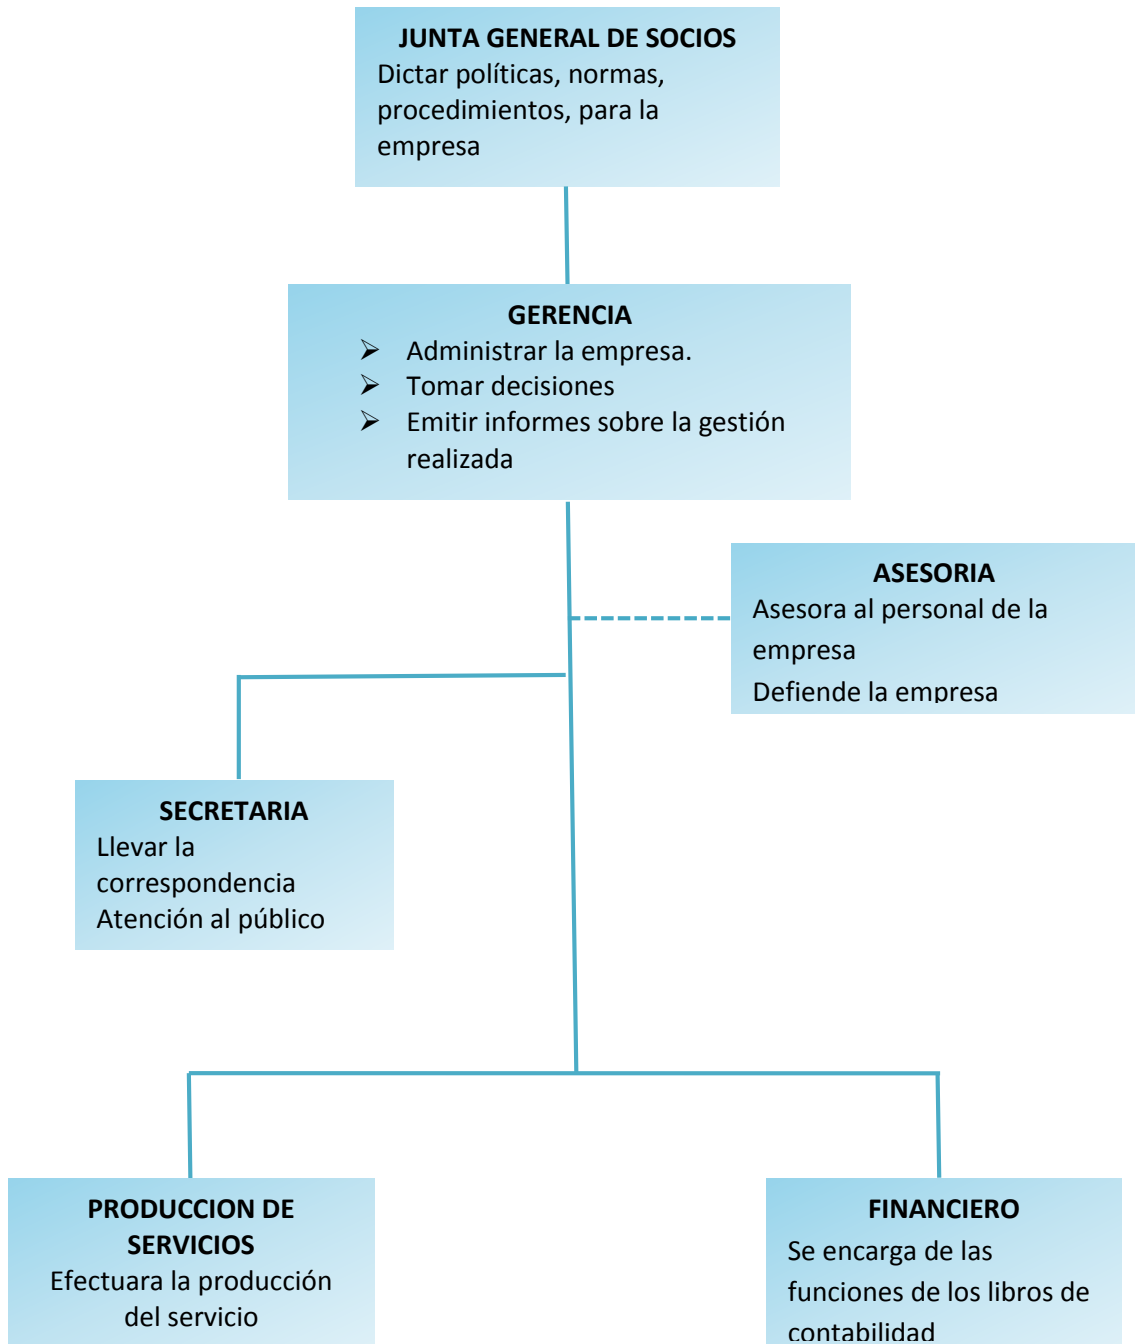 JUNTA GENERAL DE SOCIOS
Dictar políticas, normas,
procedimientos, para la
empresa
GERENCIA
➢ Administrar la empresa.
➢ Tomar decisiones
➢ Emitir informes sobre la gestión
realizada
ASESORIA
Asesora al personal de la
empresa
Defiende la empresa
SECRETARIA
Llevar la
correspondencia
Atención al público
PRODUCCION DE
SERVICIOS
Efectuara la producción
del servicio
FINANCIERO
Se encarga de las
funciones de los libros de
contabilidad